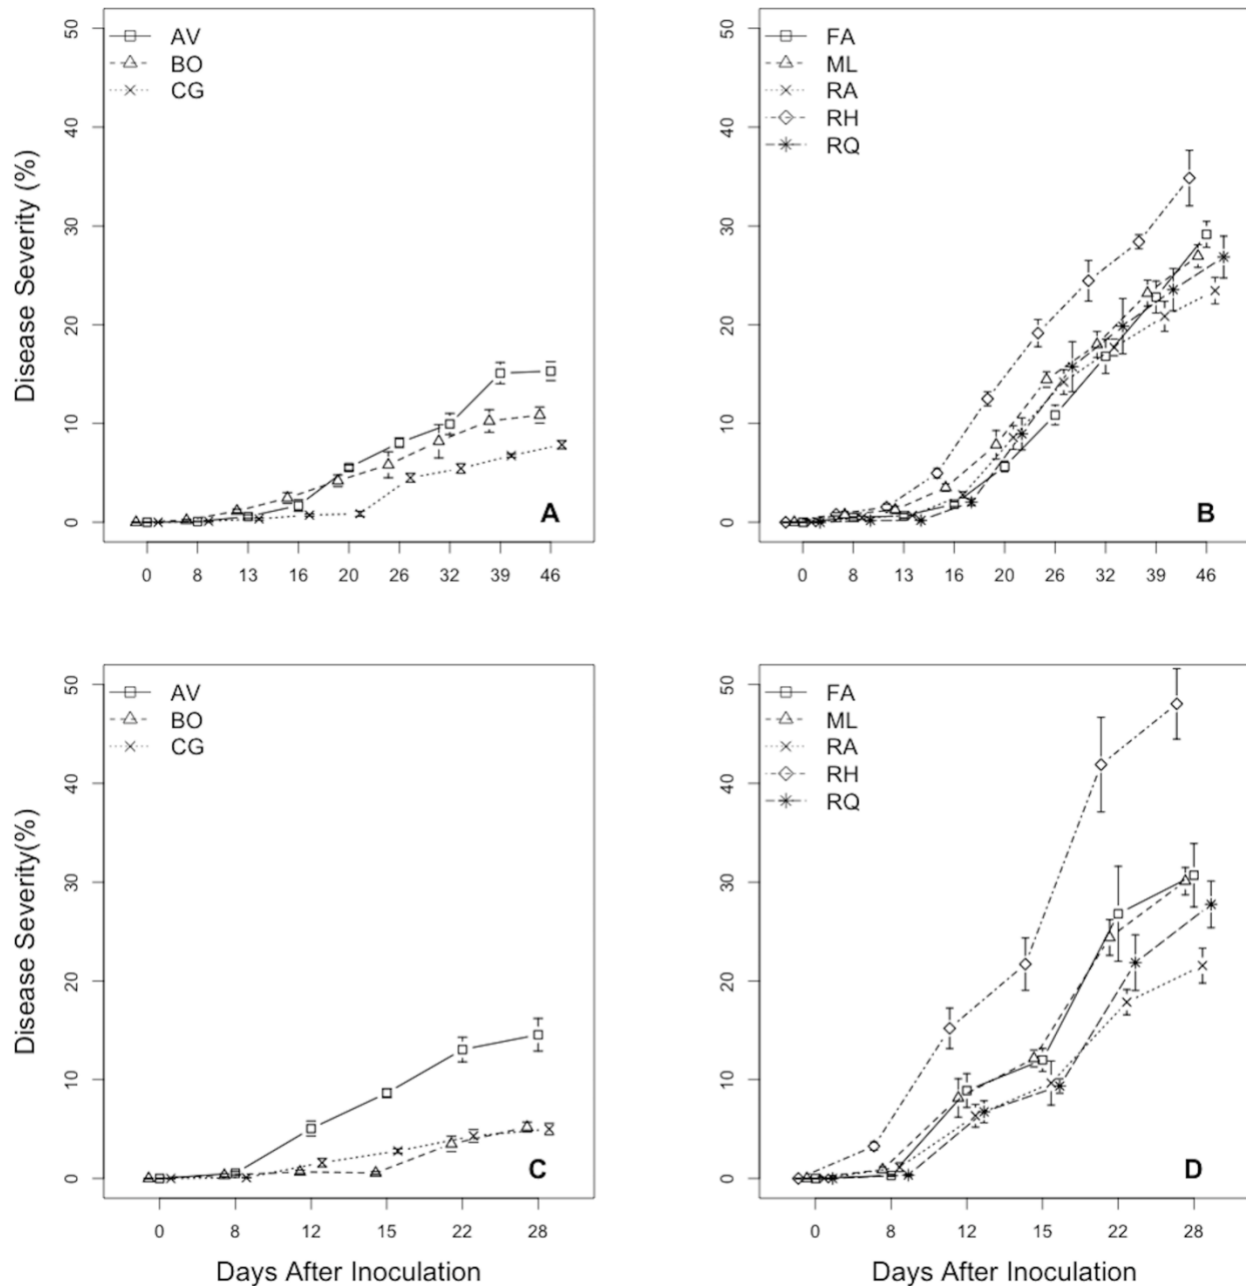 Disease Severity (%)
50
40
30
20
10
0
AV
BO
CG
A
0 8 13 16 20 26 32 39 46
50
40
30
20
10
0
FA
ML
RA
RH
RQ
B
0 8 13 16 20 26 32 39 46
Disease Severity(%)
50
40
30
20
10
0
AV
BO
CG
C
0 8 12 15 22 28
Days After Inoculation
50
40
30
20
10
0
FA
ML
RA
RH
RQ
D
0 8 12 15 22 28
Days After Inoculation